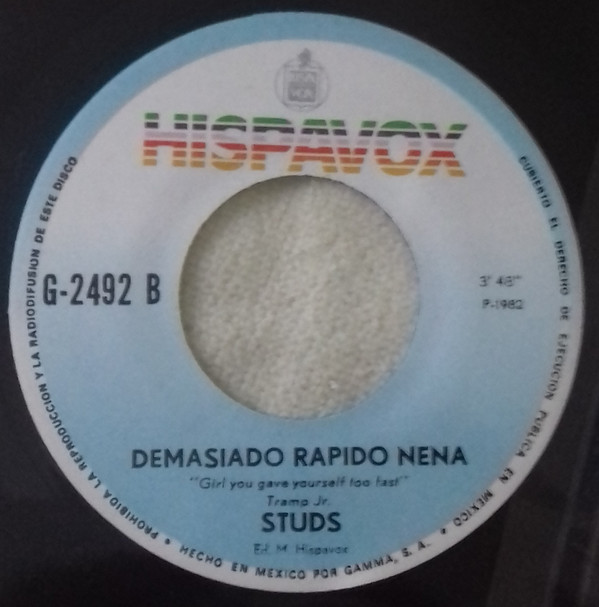 HISPAVOX
G-2492 B
3' 48"
P-1982
DEMASIADO RAPIDO NENA
"Girl you gave yourself too fast"
Tramp Jr.
STUDS
Ed. M. Hispavox
PROHIBIDA LA REPRODUCCION Y LA RADIODIFUSION DE ESTE DISCO
CUBIERTO EL DERECHO DE EJECUCION PUBLICA EN MEXICO
HECHO EN MEXICO POR GAMMA, S. A.